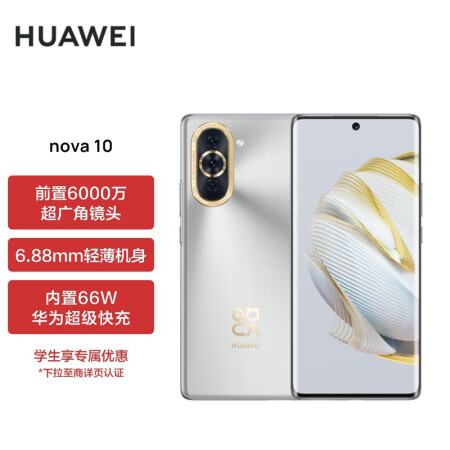 HUAWEI
nova 10
前置6000万
超广角镜头
6.88mm轻薄机身
内置66W
华为超级快充
学生享专属优惠
*下拉至商详页认证
HUAWEI